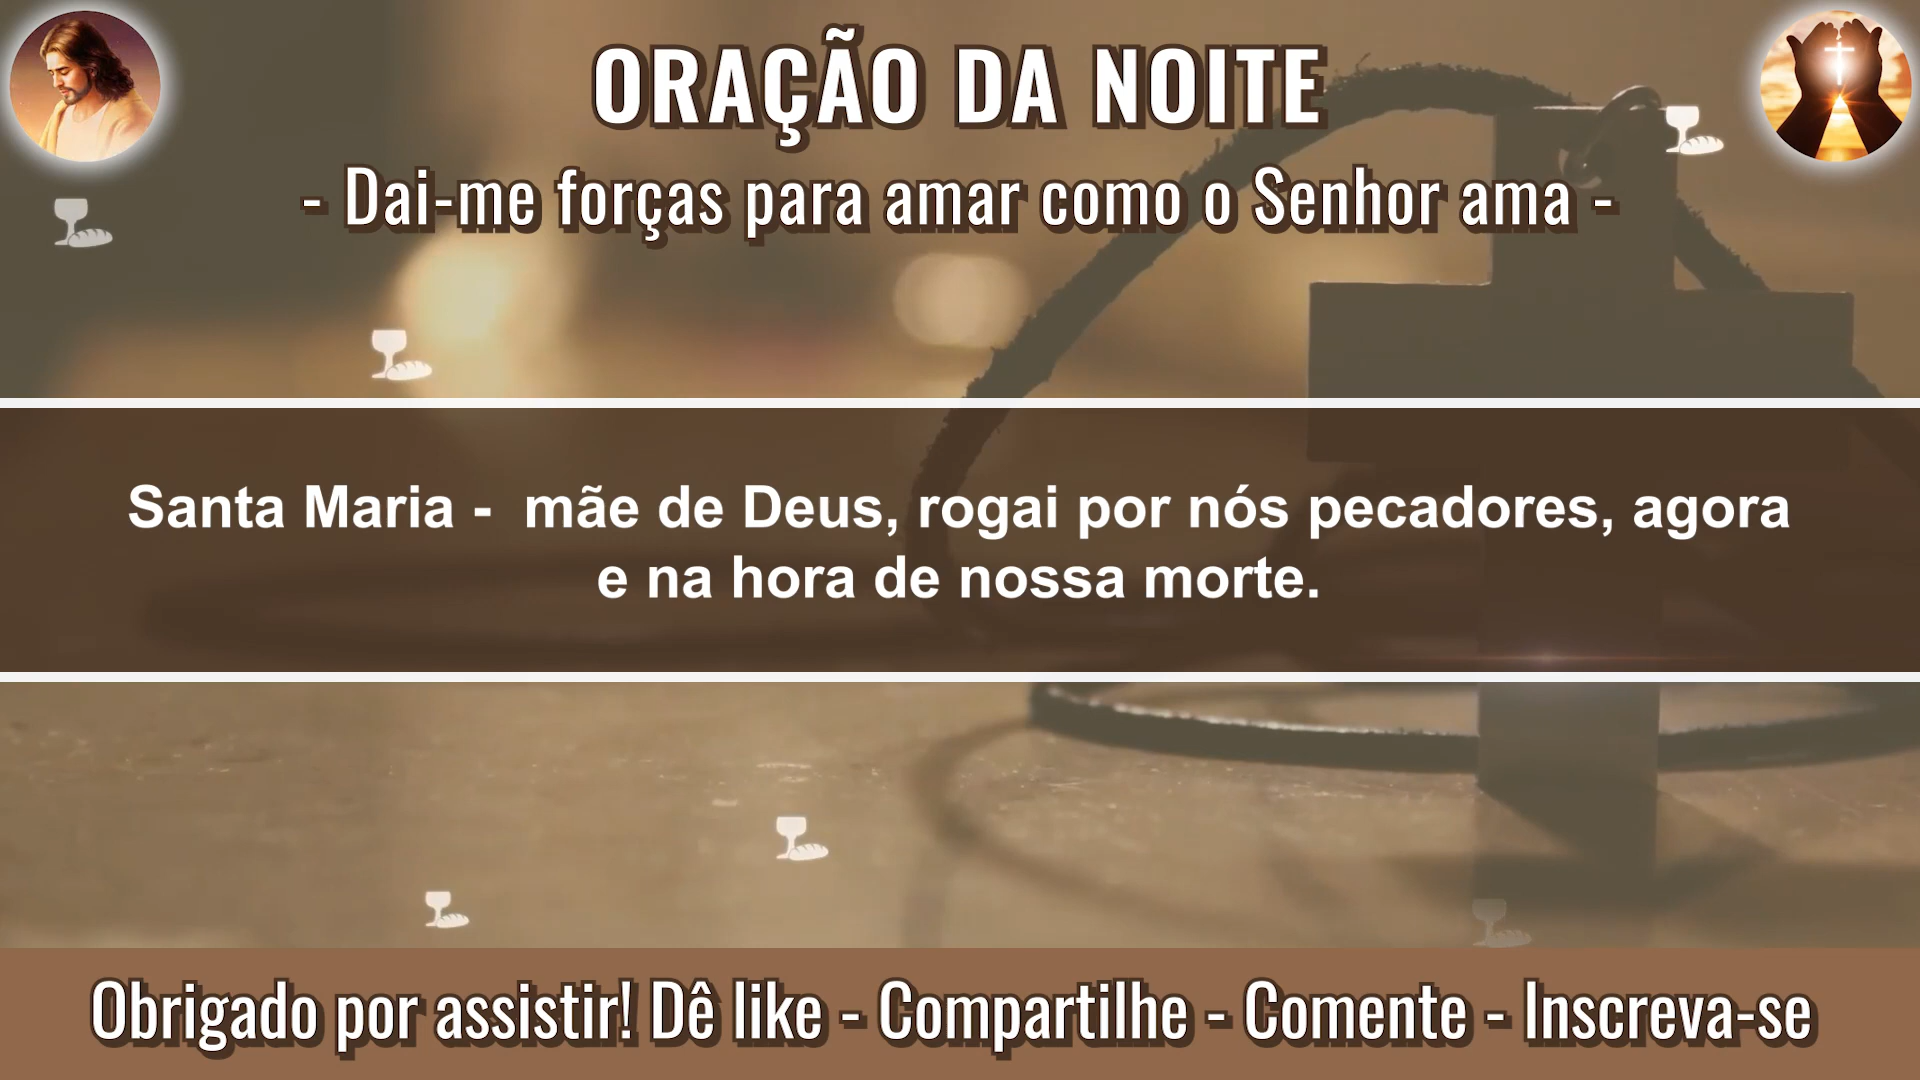 ORAÇÃO DA NOITE
- Dai-me forças para amar como o Senhor ama -
Santa Maria -  mãe de Deus, rogai por nós pecadores, agora
e na hora de nossa morte.
Obrigado por assistir! Dê like - Compartilhe - Comente - Inscreva-se